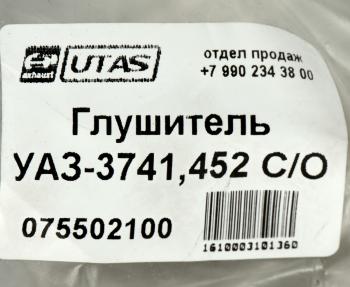 exhaust UTAS
отдел продаж
+7 990 234 38 00
Глушитель
УАЗ-3741,452 С/О
075502100
1610003101360